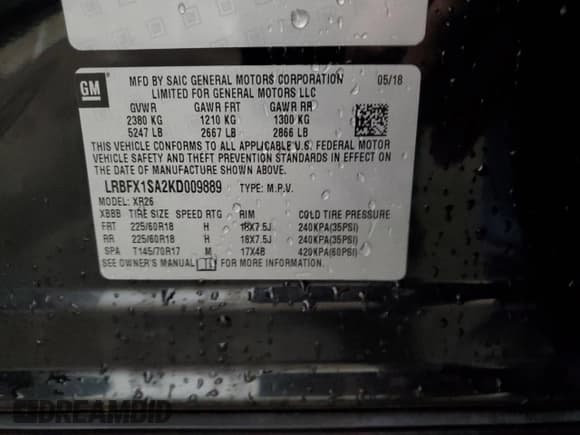 GM
MFD BY SAIC GENERAL MOTORS CORPORATION 05/18
LIMITED FOR GENERAL MOTORS LLC
GVWR GAWR FRT GAWR RR
2380 KG 1210 KG 1300 KG
5247 LB 2667 LB 2866 LB
THIS VEHICLE CONFORMS TO ALL APPLICABLE U.S. FEDERAL MOTOR
VEHICLE SAFETY AND THEFT PREVENTION STANDARDS IN EFFECT ON
THE DATE OF MANUFACTURE SHOWN ABOVE.
LRBFX1SA2KD009889 TYPE: M.P.V.
MODEL: XR26
XBBB TIRE SIZE SPEED RTG RIM COLD TIRE PRESSURE
FRT 225/60R18 H 18X7.5J 240KPA(35PSI)
RR 225/60R18 H 18X7.5J 240KPA(35PSI)
SPA T145/70R17 M 17X4B 420KPA(60PSI)
SEE OWNER'S MANUAL FOR MORE INFORMATION.
DREAMBID